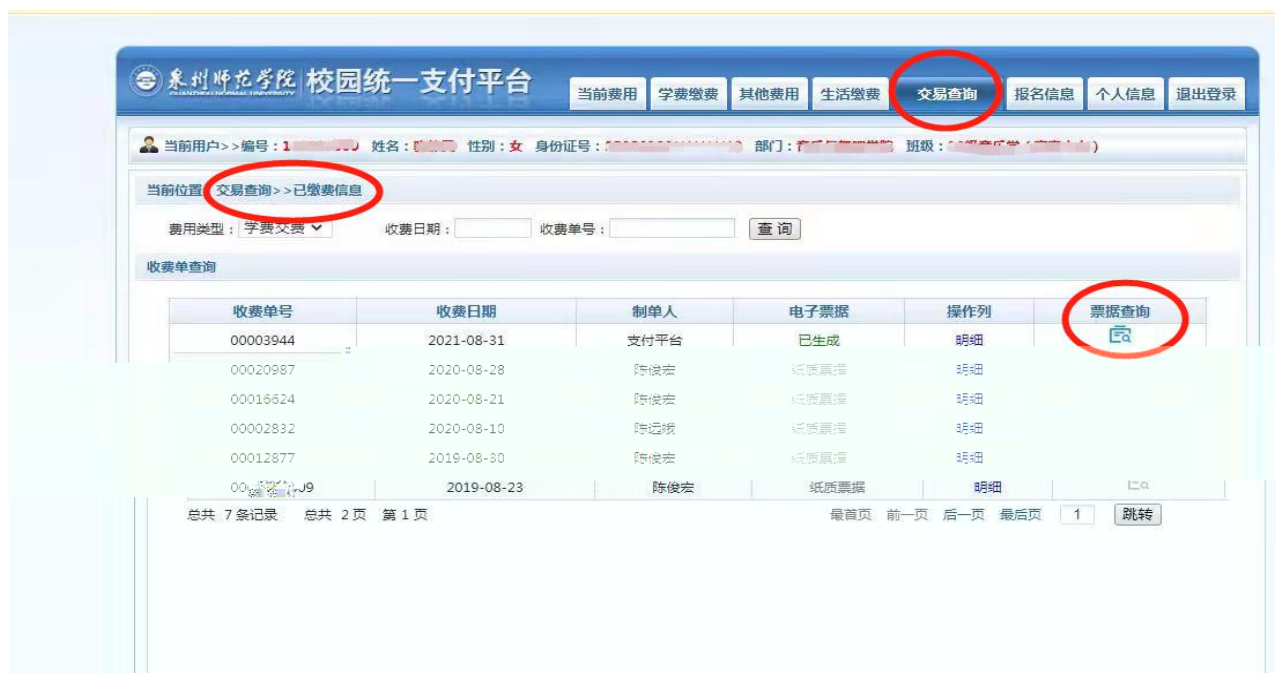 泉州师范学院 校园统一支付平台
QUANZHOU NORMAL UNIVERSITY
当前费用 学费缴费 其他费用 生活缴费 交易查询 报名信息 个人信息 退出登录
当前用户>>编号：1 姓名： 性别：女 身份证号： 部门： 班级：
当前位置 交易查询>>已缴费信息
费用类型： 学费交费 收费日期： 收费单号： 查询
收费单查询
收费单号 收费日期 制单人 电子票据 操作列 票据查询
00003944 2021-08-31 支付平台 已生成 明细
00020987 2020-08-28 陈俊宏 纸质票据 明细
00016624 2020-08-21 陈俊宏 纸质票据 明细
00002832 2020-08-10 纸质票据 明细
00012877 2019-08-30 陈俊宏 纸质票据 明细
2019-08-23 陈俊宏 纸质票据 明细
总共 7条记录 总共 2页 第1页 最首页 前一页 后一页 最后页 1 跳转